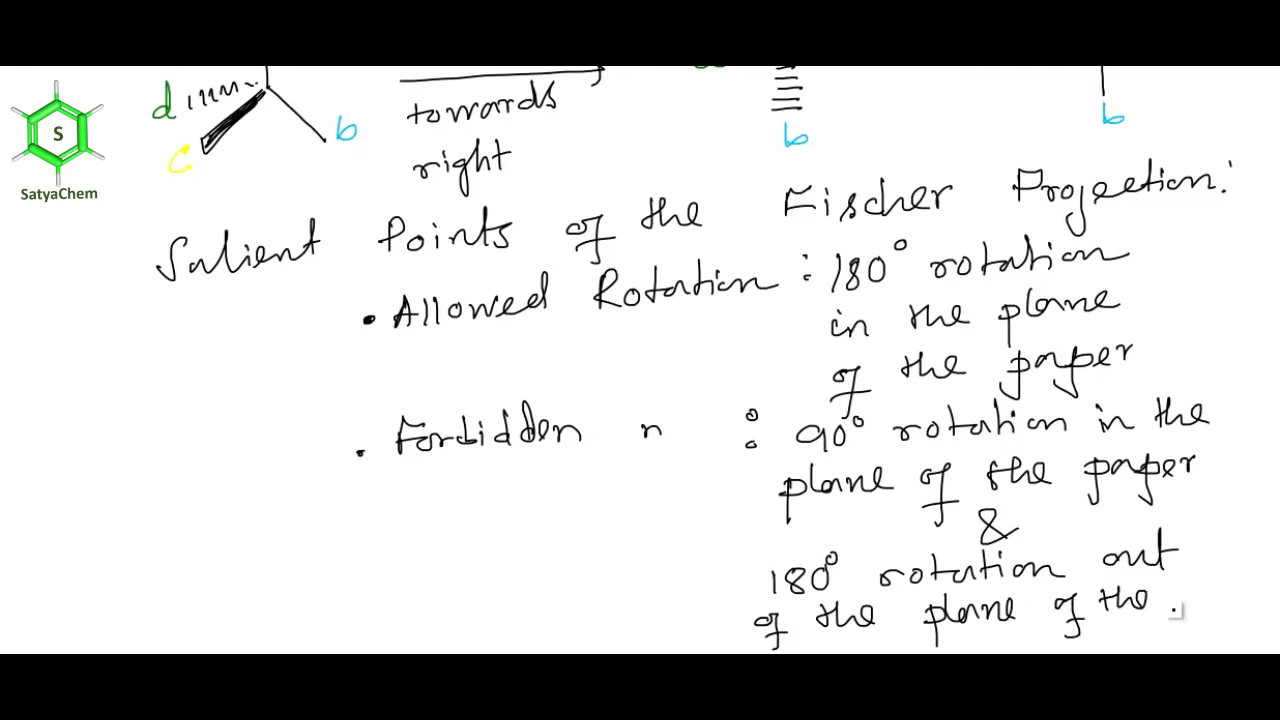 d
c
b
towards
right
b
b
S
SatyaChem
Salient Points of the Fischer Projection:
• Allowed Rotation : 180° rotation
in the plane
of the paper
• Forbidden " : 90° rotation in the
plane of the paper
&
180° rotation out
of the plane of the